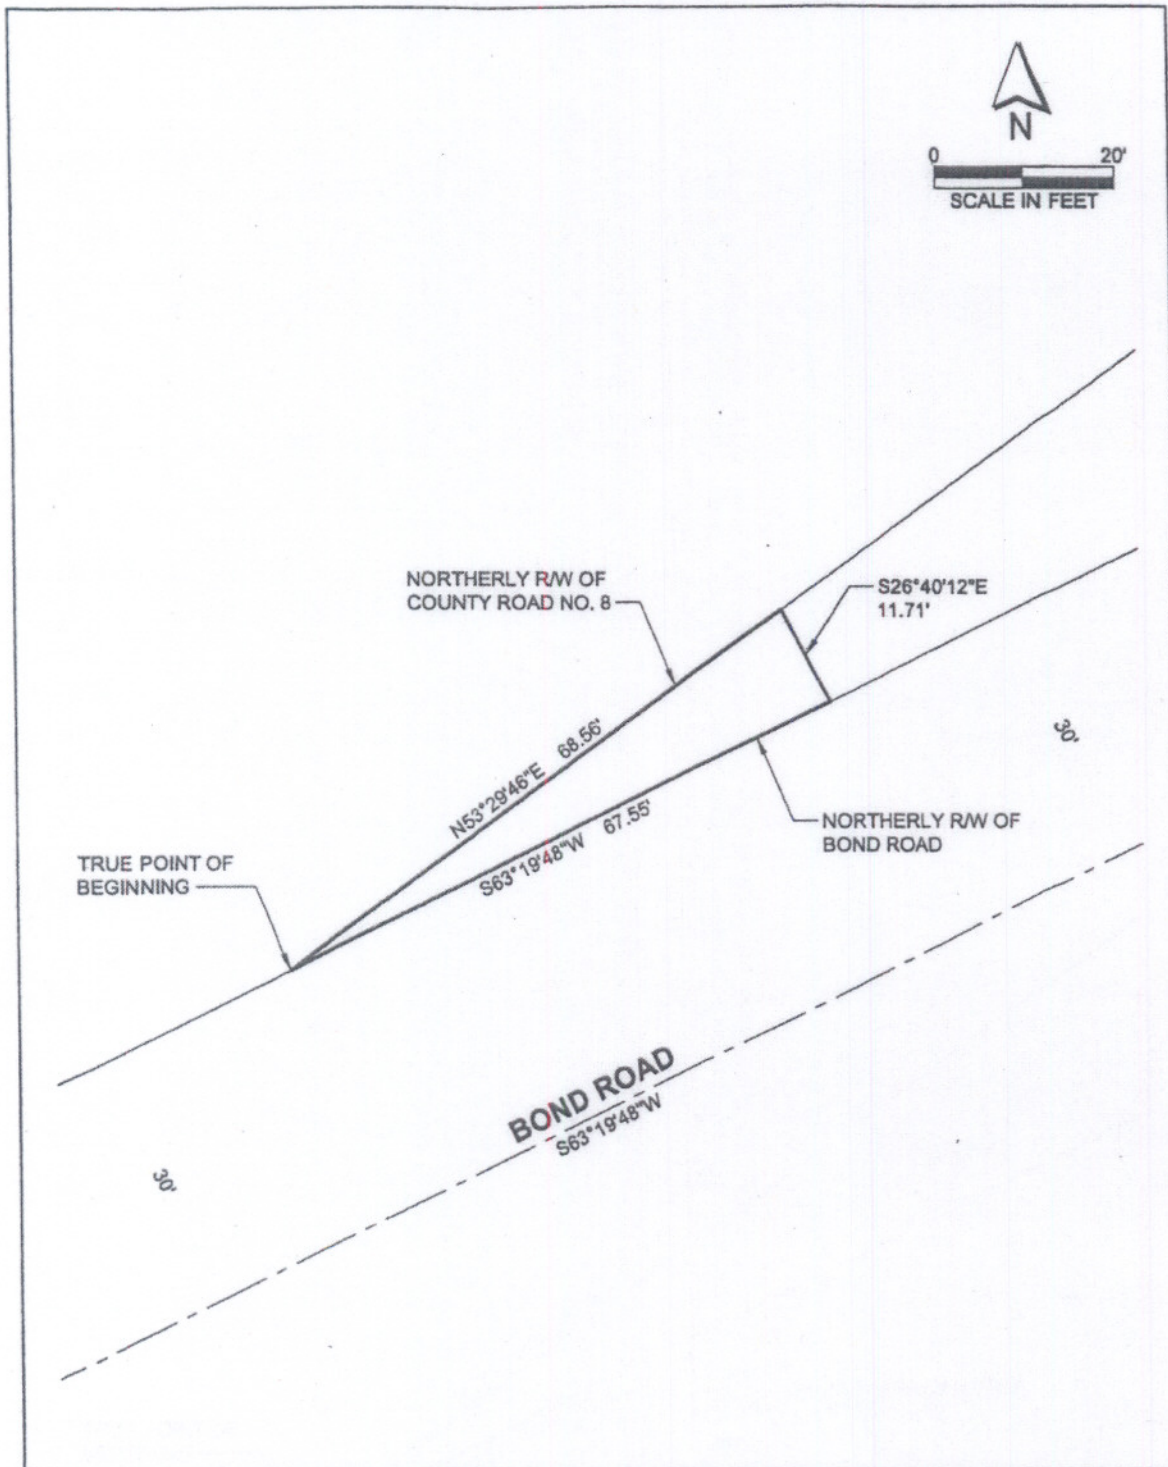 N
0 20'
SCALE IN FEET
NORTHERLY R/W OF
COUNTY ROAD NO. 8
S26°40'12"E
11.71'
N53°29'46"E 68.56'
S63°19'48"W 67.55'
30'
NORTHERLY R/W OF
BOND ROAD
TRUE POINT OF
BEGINNING
BOND ROAD
S63°19'48"W
30'